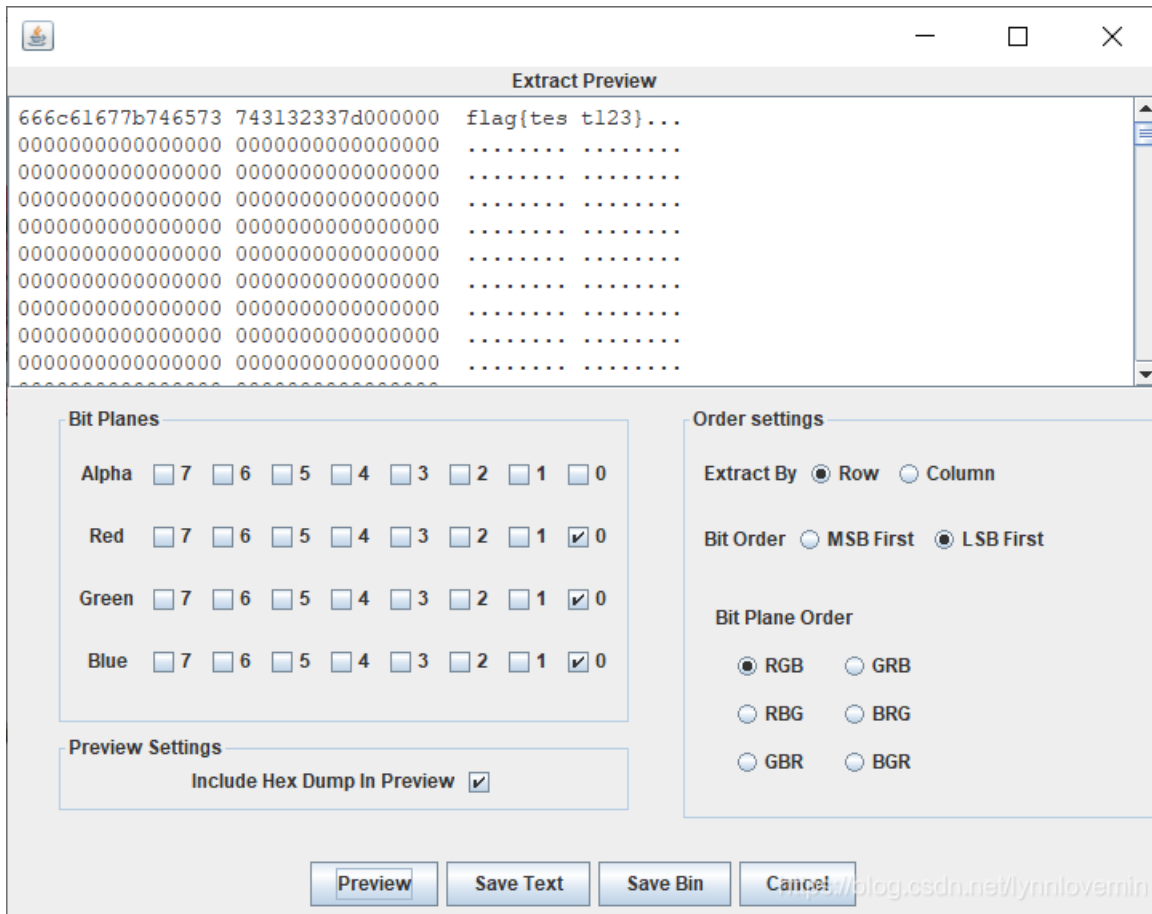 Extract Preview
666c61677b746573 743132337d000000 flag{tes t123}...
0000000000000000 0000000000000000 ........ ........
0000000000000000 0000000000000000 ........ ........
0000000000000000 0000000000000000 ........ ........
0000000000000000 0000000000000000 ........ ........
0000000000000000 0000000000000000 ........ ........
0000000000000000 0000000000000000 ........ ........
0000000000000000 0000000000000000 ........ ........
0000000000000000 0000000000000000 ........ ........
0000000000000000 0000000000000000 ........ ........
Bit Planes
Alpha 7 6 5 4 3 2 1 0
Red 7 6 5 4 3 2 1 0
Green 7 6 5 4 3 2 1 0
Blue 7 6 5 4 3 2 1 0
Preview Settings
Include Hex Dump In Preview
Order settings
Extract By Row Column
Bit Order MSB First LSB First
Bit Plane Order
RGB GRB
RBG BRG
GBR BGR
Preview Save Text Save Bin Cancel
https://blog.csdn.net/lynnlovemin